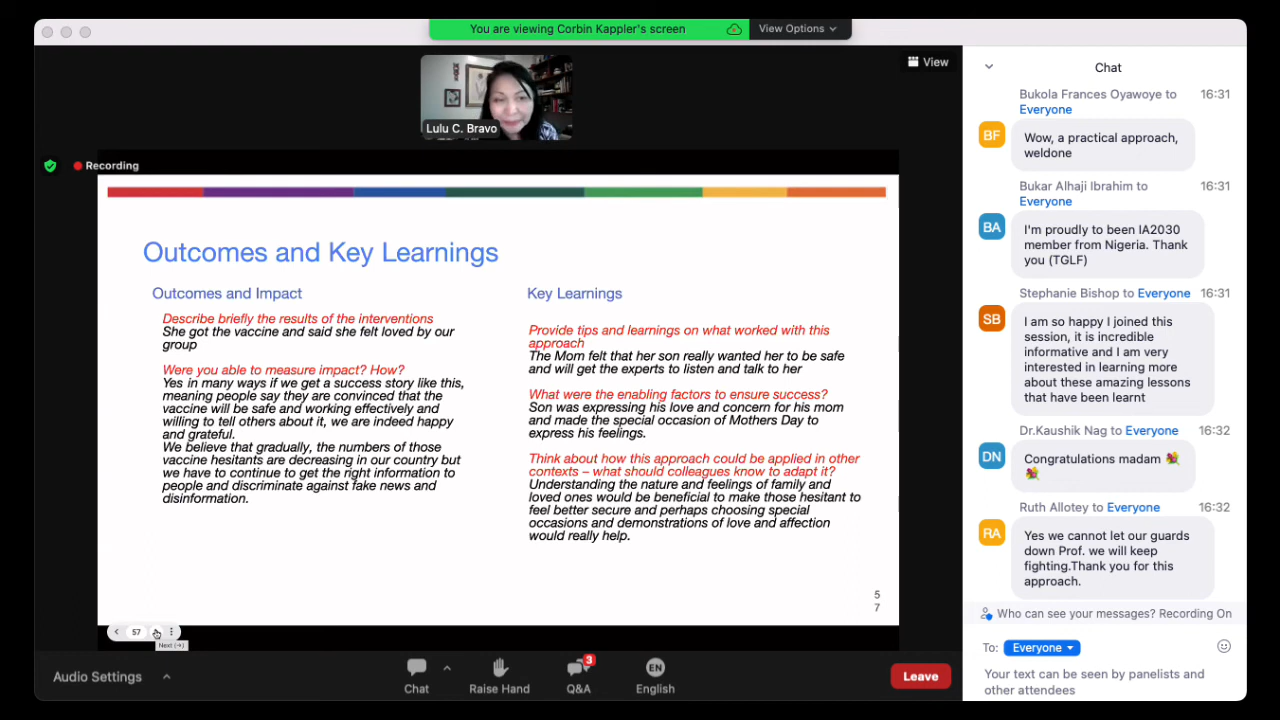 You are viewing Corbin Kappler's screen
View Options
View
Lulu C. Bravo
Recording
Outcomes and Key Learnings
Outcomes and Impact
Describe briefly the results of the interventions
She got the vaccine and said she felt loved by our
group
Were you able to measure impact? How?
Yes in many ways if we get a success story like this,
meaning people say they are convinced that the
vaccine will be safe and working effectively and
willing to tell others about it, we are indeed happy
and grateful.
We believe that gradually, the numbers of those
vaccine hesitants are decreasing in our country but
we have to continue to get the right information to
people and discriminate against fake news and
disinformation.
Key Learnings
Provide tips and learnings on what worked with this
approach
The Mom felt that her son really wanted her to be safe
and will get the experts to listen and talk to her
What were the enabling factors to ensure success?
Son was expressing his love and concern for his mom
and made the special occasion of Mothers Day to
express his feelings.
Think about how this approach could be applied in other
contexts – what should colleagues know to adapt it?
Understanding the nature and feelings of family and
loved ones would be beneficial to make those hesitant to
feel better secure and perhaps choosing special
occasions and demonstrations of love and affection
would really help.
5
7
57
Next (→)
Audio Settings
Chat
Raise Hand
3
Q&A
EN
English
Leave
Chat
Bukola Frances Oyawoye to 16:31
Everyone
BF
Wow, a practical approach,
weldone
Bukar Alhaji Ibrahim to 16:31
Everyone
BA
I'm proudly to been IA2030
member from Nigeria. Thank
you (TGLF)
Stephanie Bishop to Everyone 16:31
SB
I am so happy I joined this
session, it is incredible
informative and I am very
interested in learning more
about these amazing lessons
that have been learnt
Dr.Kaushik Nag to Everyone 16:32
DN
Congratulations madam 💐
💐
Ruth Allotey to Everyone 16:32
RA
Yes we cannot let our guards
down Prof. we will keep
fighting.Thank you for this
approach.
Who can see your messages? Recording On
To: Everyone
Your text can be seen by panelists and
other attendees